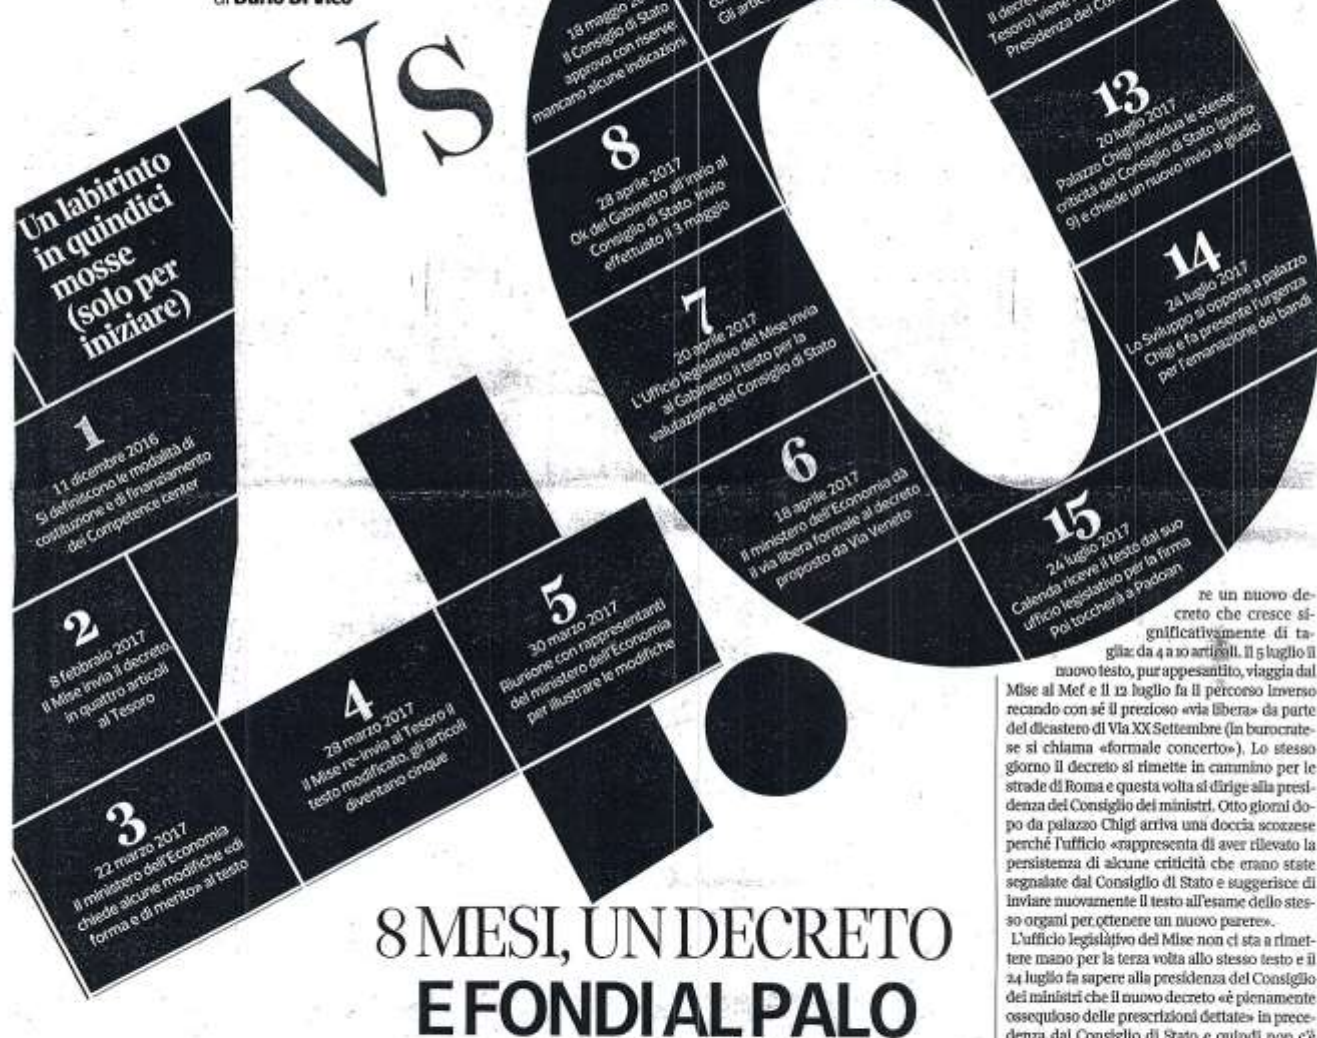 di Dario Di Vico
Vs
4.0
Un labirinto
in quindici
mosse
(solo per
iniziare)
1
11 dicembre 2016
Si definiscono le modalità di
costituzione e di finanziamento
dei Competence center
2
8 febbraio 2017
Il Mise invia il decreto
in quattro articoli
al Tesoro
3
22 marzo 2017
Il ministero dell'Economia
chiede alcune modifiche «di
forma e di merito» al testo
4
28 marzo 2017
Il Mise re-invia al Tesoro il
testo modificato, gli articoli
diventano cinque
5
30 marzo 2017
Riunione con rappresentanti
del ministero dell'Economia
per illustrare le modifiche
6
18 aprile 2017
Il ministero dell'Economia dà
il via libera formale al decreto
proposto da Via Veneto
7
20 aprile 2017
L'Ufficio legislativo del Mise invia
al Gabinetto il testo per la
valutazione del Consiglio di Stato
8
28 aprile 2017
Ok del Gabinetto all'invio al
Consiglio di Stato. Invio
effettuato il 3 maggio
18 maggio
Il Consiglio di Stato
approva con riserve:
mancano alcune indicazioni
Gli
Il
Tesoro) viene
Presidenza del
13
20 luglio 2017
Palazzo Chigi individua le stesse
criticità del Consiglio di Stato (punto
9) e chiede un nuovo invio ai giudici
14
24 luglio 2017
Lo Sviluppo si oppone a palazzo
Chigi e fa presente l'urgenza
per l'emanazione dei bandi
15
24 luglio 2017
Calenda riceve il testo dal suo
ufficio legislativo per la firma
Poi toccherà a Padoan
8 MESI, UN DECRETO
E FONDI AL PALO
re un nuovo de-
creto che cresce si-
gnificativamente di ta-
glia: da 4 a 10 articoli. Il 5 luglio il
nuovo testo, pur appesantito, viaggia dal
Mise al Mef e il 12 luglio fa il percorso inverso
recando con sé il prezioso «via libera» da parte
del dicastero di Via XX Settembre (in burocrate-
se si chiama «formale concerto»). Lo stesso
giorno il decreto si rimette in cammino per le
strade di Roma e questa volta si dirige alla presi-
denza del Consiglio dei ministri. Otto giorni do-
po da palazzo Chigi arriva una doccia scozzese
perché l'ufficio «rappresenta di aver rilevato la
persistenza di alcune criticità che erano state
segnalate dal Consiglio di Stato e suggerisce di
inviare nuovamente il testo all'esame dello stes-
so organi per ottenere un nuovo parere».
L'ufficio legislativo del Mise non ci sta a rimet-
tere mano per la terza volta allo stesso testo e il
24 luglio fa sapere alla presidenza del Consiglio
dei ministri che il nuovo decreto «è pienamente
ossequioso delle prescrizioni dettate» in prece-
denza dal Consiglio di Stato e quindi non c'è